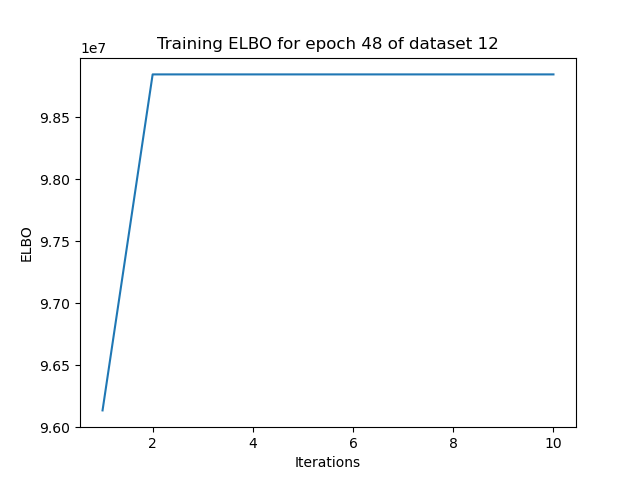 Training ELBO for epoch 48 of dataset 12
1e7
9.85
9.80
9.75
9.70
9.65
9.60
ELBO
2 4 6 8 10
Iterations